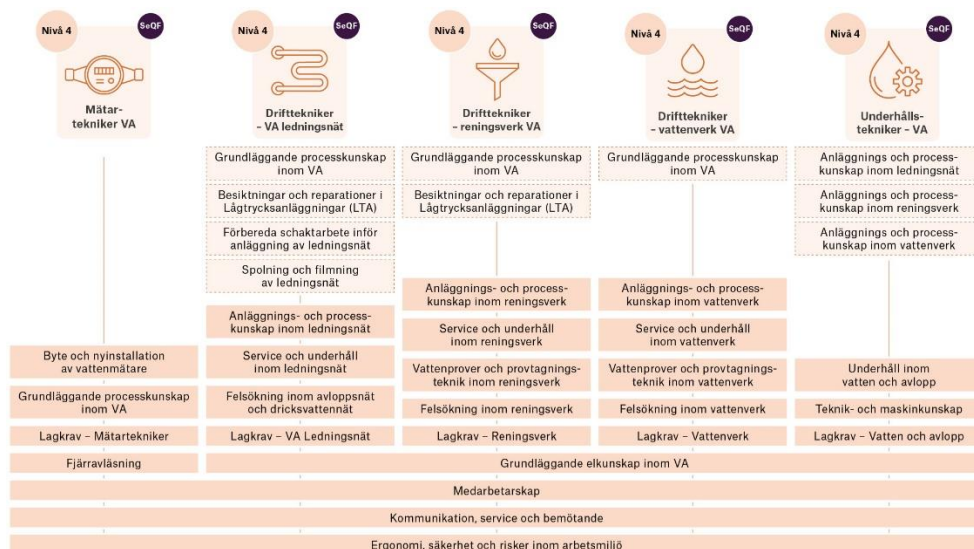 Nivå 4
SeQF
Mätar-
tekniker VA
Nivå 4
SeQF
Drifttekniker
– VA ledningsnät
Nivå 4
SeQF
Drifttekniker
– reningsverk VA
Nivå 4
SeQF
Drifttekniker
– vattenverk VA
Nivå 4
SeQF
Underhålls-
tekniker – VA
Byte och nyinstallation
av vattenmätare
Grundläggande processkunskap
inom VA
Lagkrav – Mätartekniker
Fjärravläsning
Grundläggande processkunskap
inom VA
Besiktningar och reparationer i
Lågtrycksanläggningar (LTA)
Förbereda schaktarbete inför
anläggning av ledningsnät
Spolning och filmning
av ledningsnät
Anläggnings- och process-
kunskap inom ledningsnät
Service och underhåll
inom ledningsnät
Felsökning inom avloppsnät
och dricksvattennät
Lagkrav – VA Ledningsnät
Grundläggande processkunskap
inom VA
Besiktningar och reparationer i
Lågtrycksanläggningar (LTA)
Anläggnings- och process-
kunskap inom reningsverk
Service och underhåll
inom reningsverk
Vattenprover och provtagnings-
teknik inom reningsverk
Felsökning inom reningsverk
Lagkrav – Reningsverk
Grundläggande processkunskap
inom VA
Anläggnings- och process-
kunskap inom vattenverk
Service och underhåll
inom vattenverk
Vattenprover och provtagnings-
teknik inom vattenverk
Felsökning inom vattenverk
Lagkrav – Vattenverk
Anläggnings och process-
kunskap inom ledningsnät
Anläggnings och process-
kunskap inom reningsverk
Anläggnings och process-
kunskap inom vattenverk
Underhåll inom
vatten och avlopp
Teknik- och maskinkunskap
Lagkrav – Vatten och avlopp
Grundläggande elkunskap inom VA
Medarbetarskap
Kommunikation, service och bemötande
Ergonomi, säkerhet och risker inom arbetsmiljö